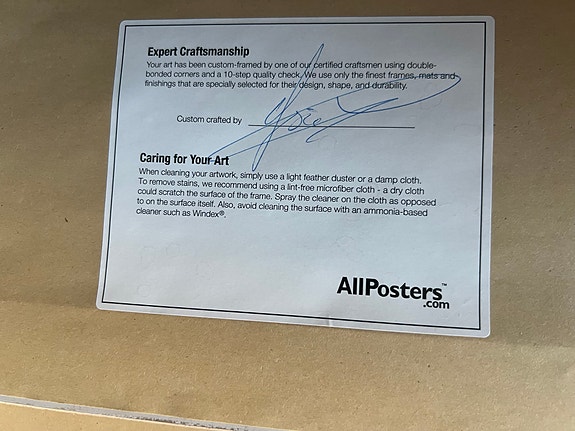 Expert Craftsmanship
Your art has been custom-framed by one of our certified craftsmen using double-
bonded corners and a 10-step quality check. We use only the finest frames, mats and
finishings that are specially selected for their design, shape, and durability.
Custom crafted by
Caring for Your Art
When cleaning your artwork, simply use a light feather duster or a damp cloth.
To remove stains, we recommend using a lint-free microfiber cloth - a dry cloth
could scratch the surface of the frame. Spray the cleaner on the cloth as opposed
to on the surface itself. Also, avoid cleaning the surface with an ammonia-based
cleaner such as Windex®.
AllPosters™
.com